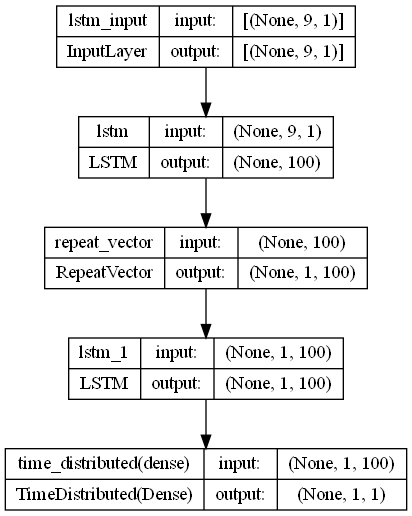 lstm_input input: [(None, 9, 1)]
InputLayer output: [(None, 9, 1)]
lstm input: (None, 9, 1)
LSTM output: (None, 100)
repeat_vector input: (None, 100)
RepeatVector output: (None, 1, 100)
lstm_1 input: (None, 1, 100)
LSTM output: (None, 1, 100)
time_distributed(dense) input: (None, 1, 100)
TimeDistributed(Dense) output: (None, 1, 1)